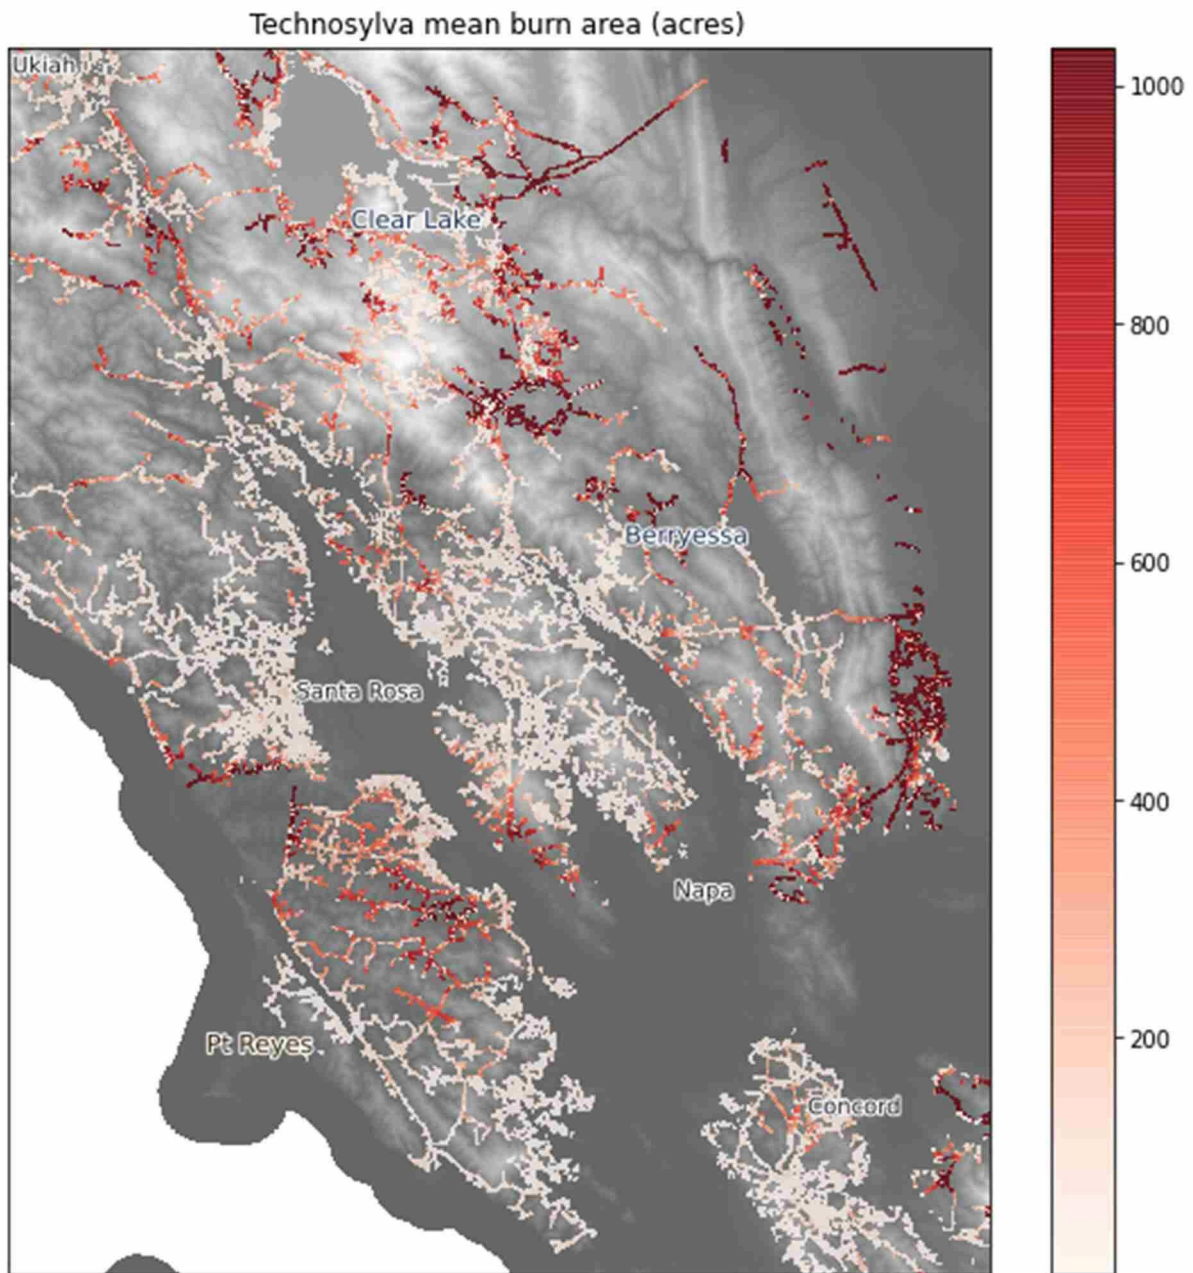 Technosylva mean burn area (acres)
Ukiah
1000
Clear Lake
800
600
Berryessa
Santa Rosa
400
Napa
Pt Reyes
200
Concord